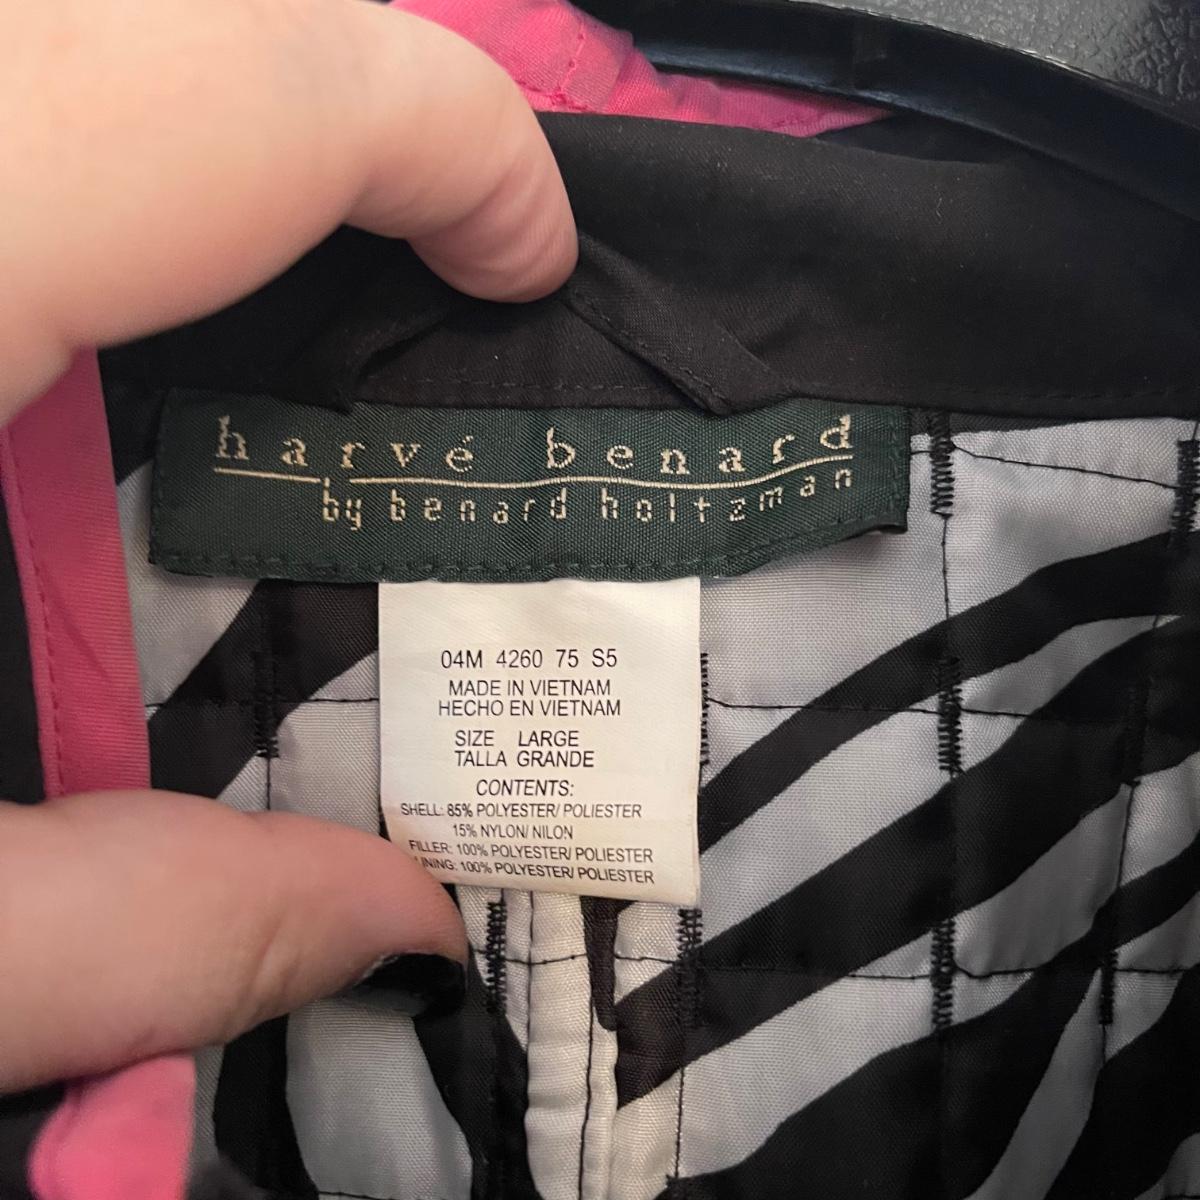 harvé benard
by benard holtzman
04M 4260 75 S5
MADE IN VIETNAM
HECHO EN VIETNAM
SIZE LARGE
TALLA GRANDE
CONTENTS:
SHELL: 85% POLYESTER/ POLIESTER
15% NYLON/ NILON
FILLER: 100% POLYESTER/ POLIESTER
LINING: 100% POLYESTER/ POLIESTER